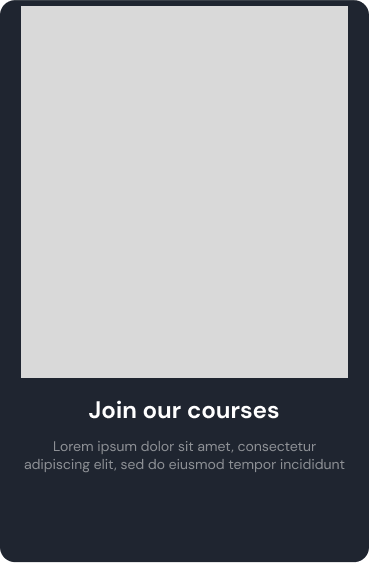 Join our courses
Lorem ipsum dolor sit amet, consectetur
adipiscing elit, sed do eiusmod tempor incididunt